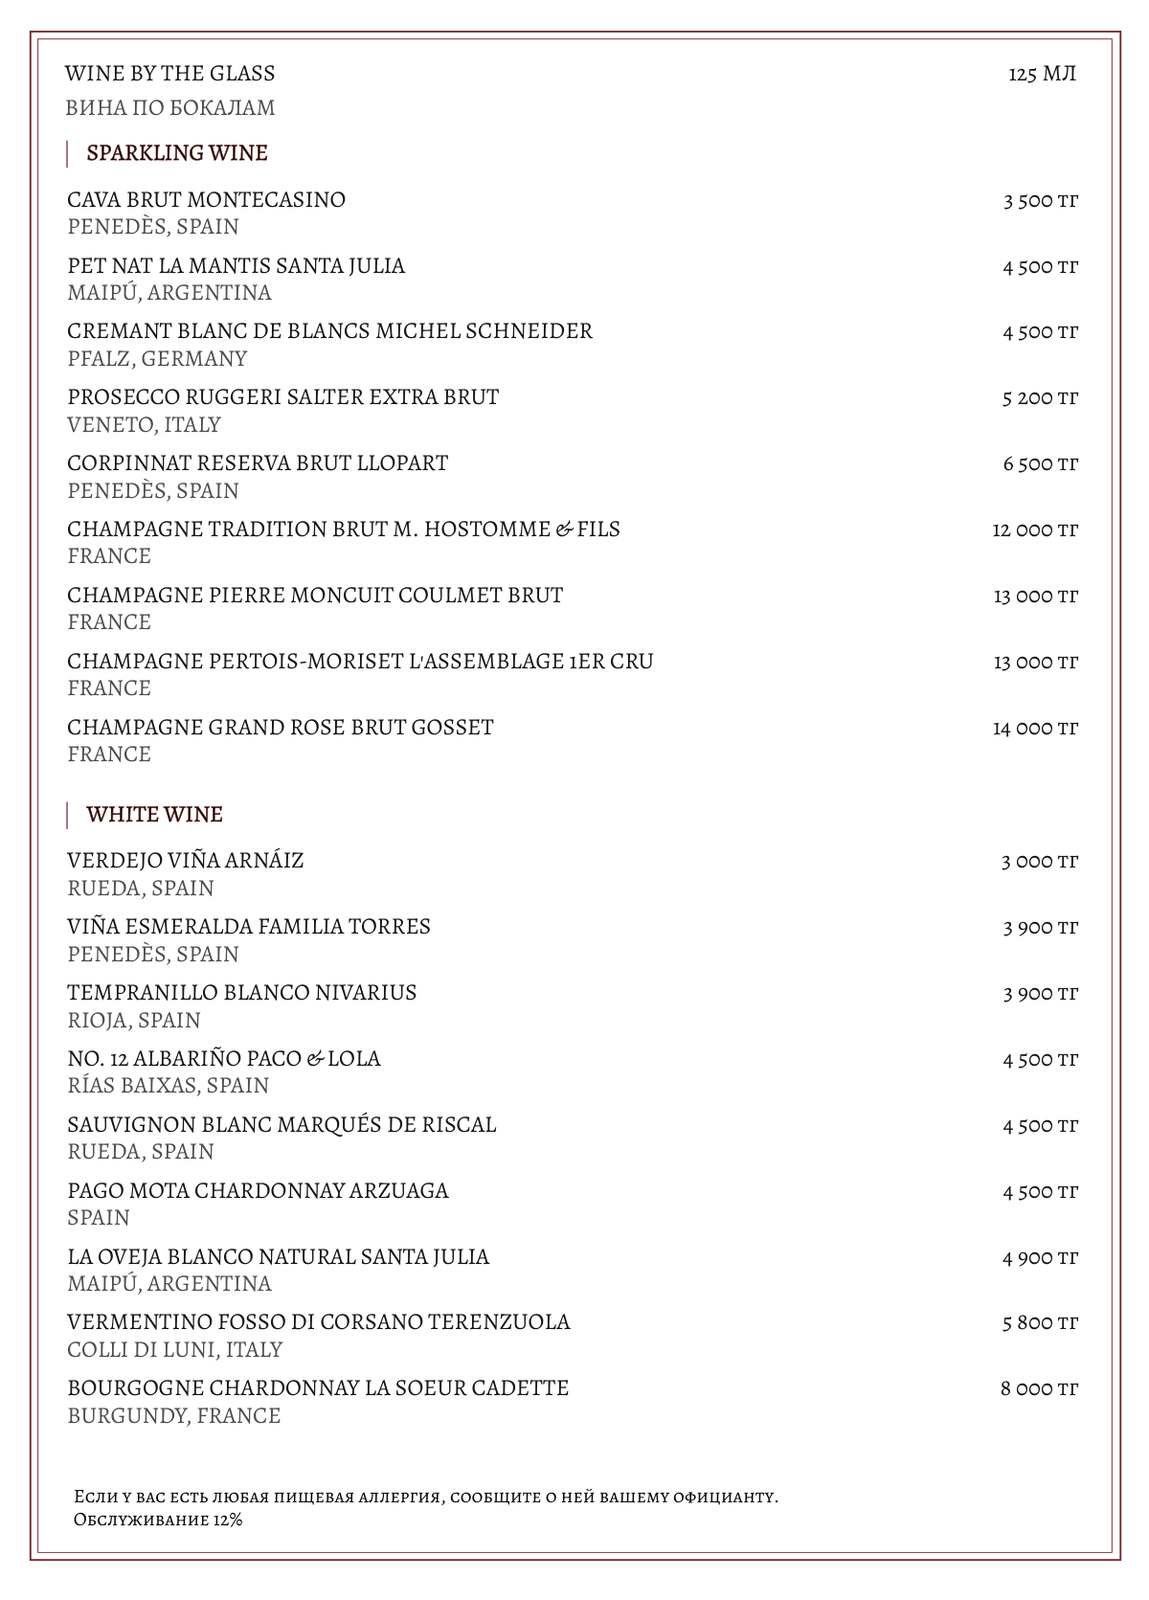 WINE BY THE GLASS 125 МЛ
ВИНА ПО БОКАЛАМ
SPARKLING WINE
CAVA BRUT MONTECASINO 3 500 ТГ
PENEDÈS, SPAIN
PET NAT LA MANTIS SANTA JULIA 4 500 ТГ
MAIPÚ, ARGENTINA
CREMANT BLANC DE BLANCS MICHEL SCHNEIDER 4 500 ТГ
PFALZ, GERMANY
PROSECCO RUGGERI SALTER EXTRA BRUT 5 200 ТГ
VENETO, ITALY
CORPINNAT RESERVA BRUT LLOPART 6 500 ТГ
PENEDÈS, SPAIN
CHAMPAGNE TRADITION BRUT M. HOSTOMME & FILS 12 000 ТГ
FRANCE
CHAMPAGNE PIERRE MONCUIT COULMET BRUT 13 000 ТГ
FRANCE
CHAMPAGNE PERTOIS-MORISET L'ASSEMBLAGE 1ER CRU 13 000 ТГ
FRANCE
CHAMPAGNE GRAND ROSE BRUT GOSSET 14 000 ТГ
FRANCE
WHITE WINE
VERDEJO VIÑA ARNÁIZ 3 000 ТГ
RUEDA, SPAIN
VIÑA ESMERALDA FAMILIA TORRES 3 900 ТГ
PENEDÈS, SPAIN
TEMPRANILLO BLANCO NIVARIUS 3 900 ТГ
RIOJA, SPAIN
NO. 12 ALBARIÑO PACO & LOLA 4 500 ТГ
RÍAS BAIXAS, SPAIN
SAUVIGNON BLANC MARQUÉS DE RISCAL 4 500 ТГ
RUEDA, SPAIN
PAGO MOTA CHARDONNAY ARZUAGA 4 500 ТГ
SPAIN
LA OVEJA BLANCO NATURAL SANTA JULIA 4 900 ТГ
MAIPÚ, ARGENTINA
VERMENTINO FOSSO DI CORSANO TERENZUOLA 5 800 ТГ
COLLI DI LUNI, ITALY
BOURGOGNE CHARDONNAY LA SOEUR CADETTE 8 000 ТГ
BURGUNDY, FRANCE
Если у вас есть любая пищевая аллергия, сообщите о ней вашему официанту.
Обслуживание 12%